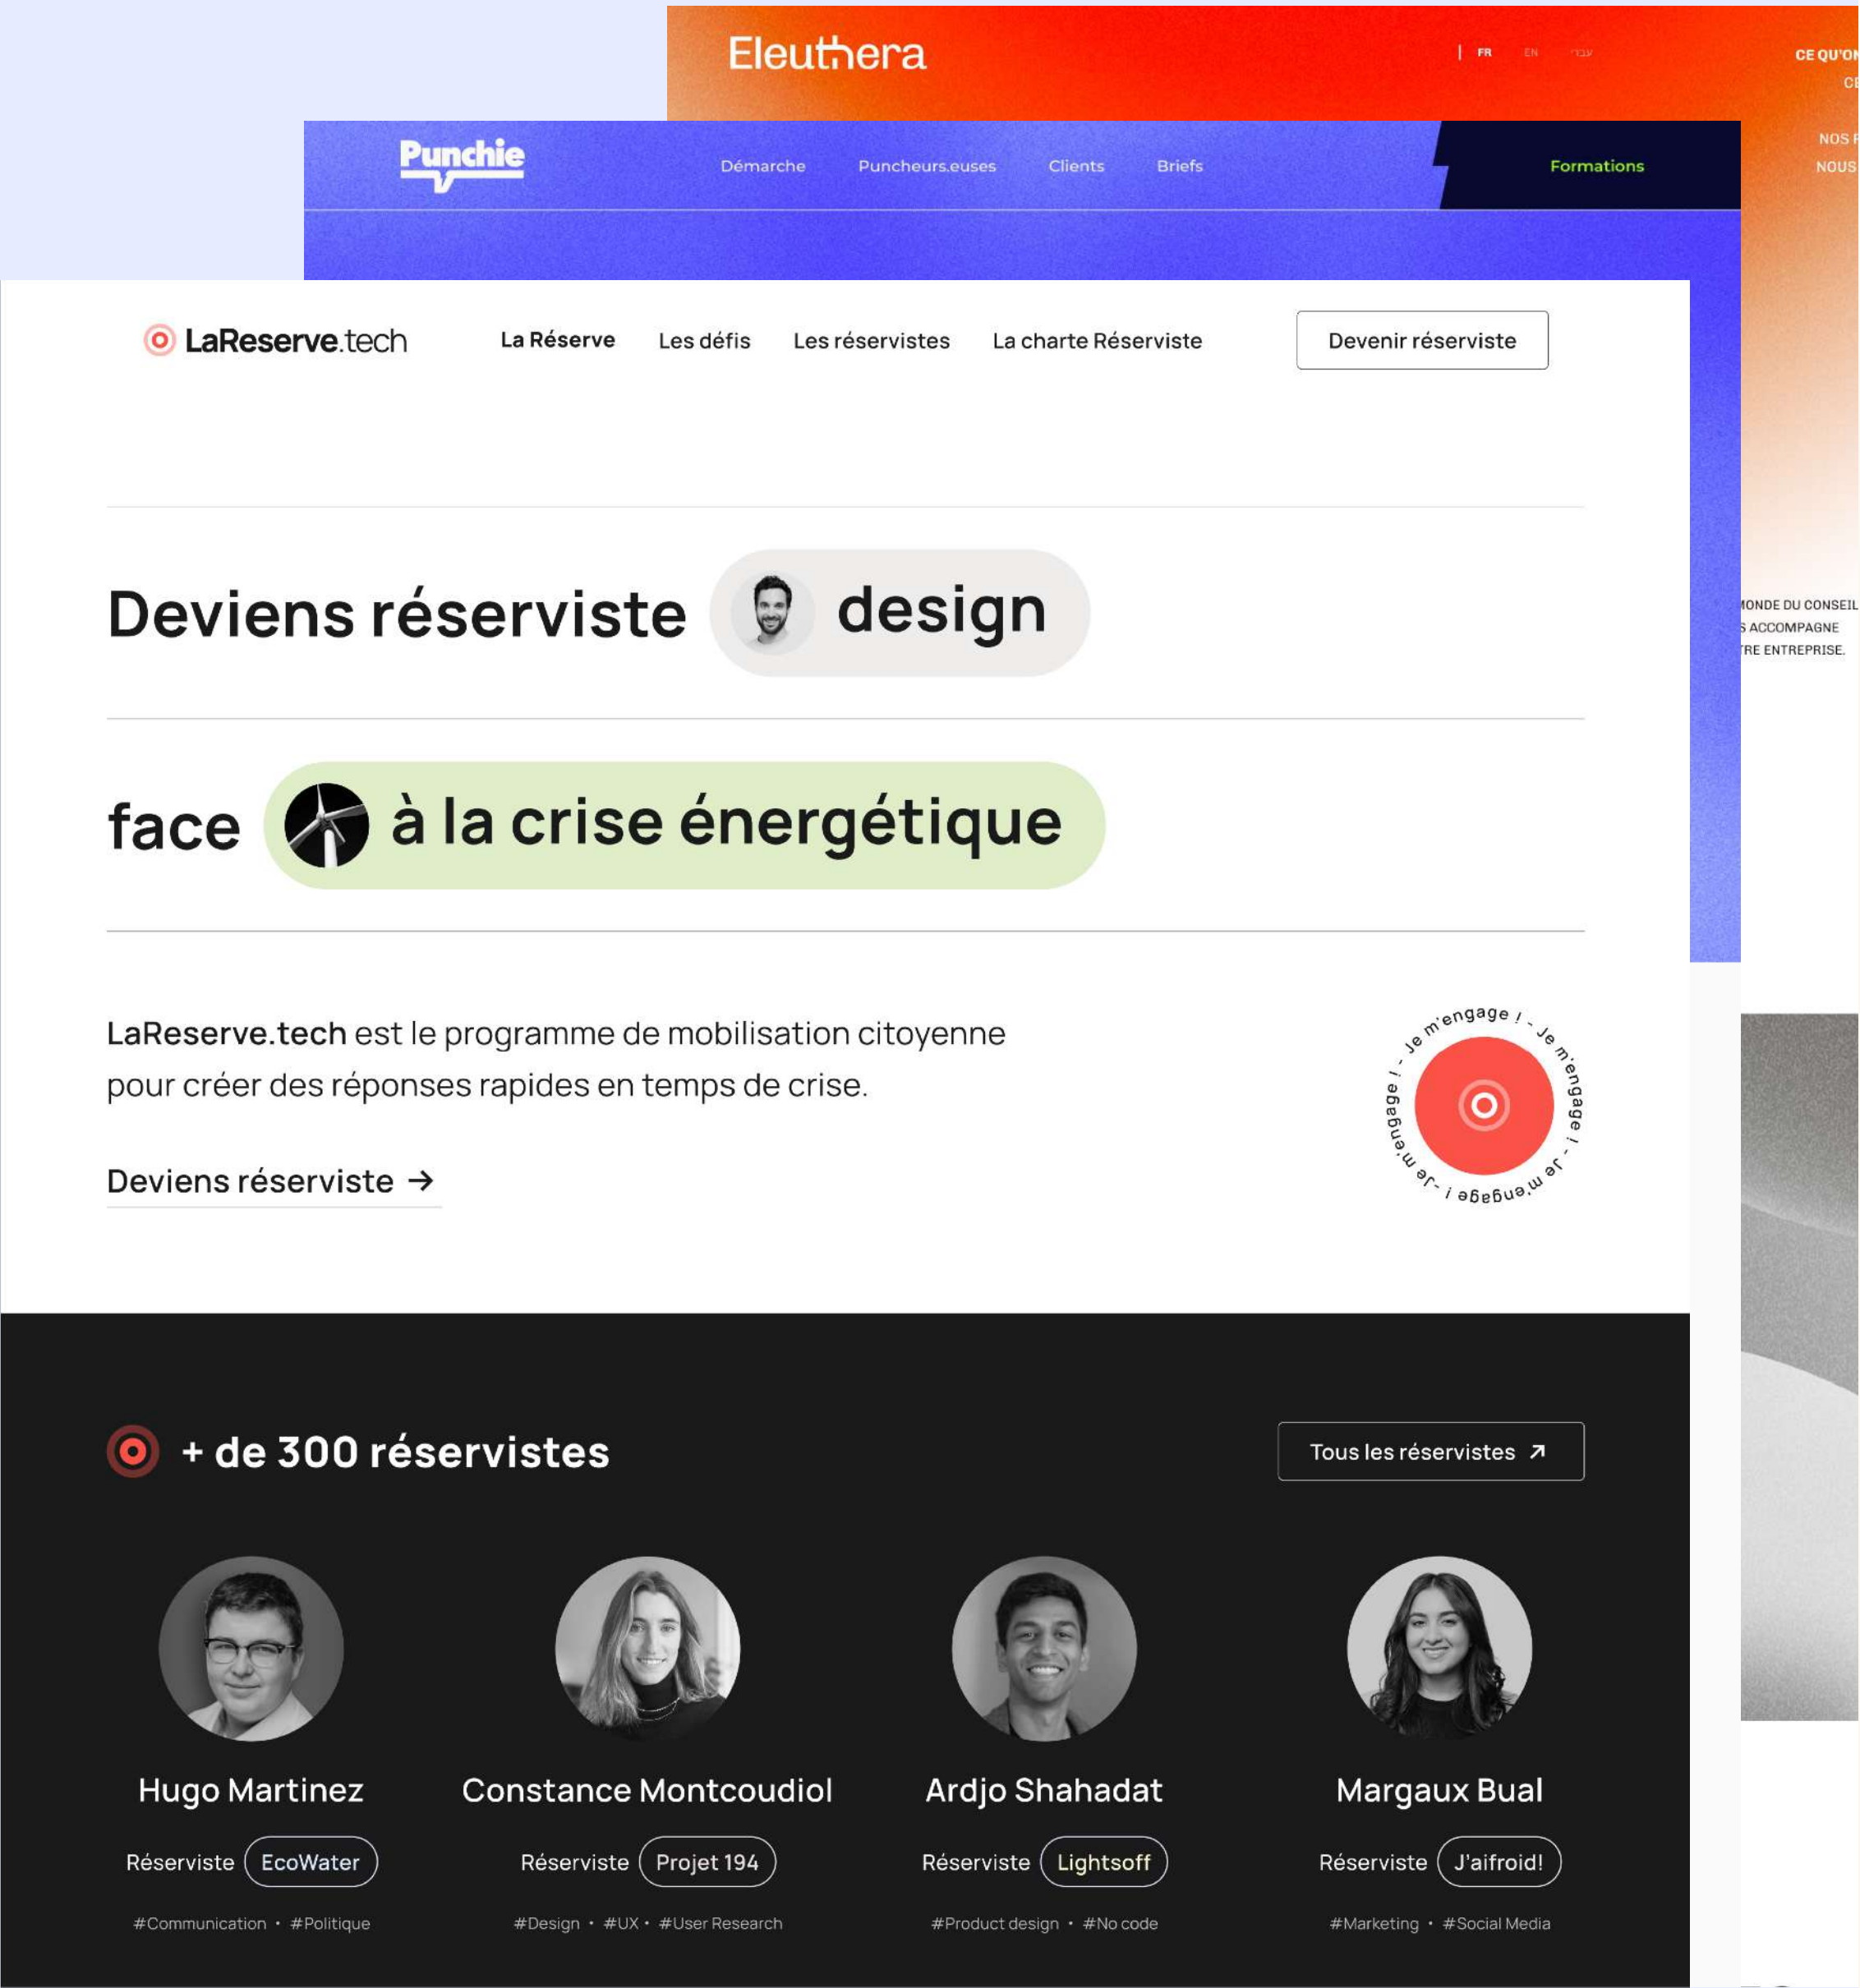 Eleuthera
FR EN עברי
CE QU'ON
CE
NOS
NOUS
Punchie
Démarche Puncheurs.euses Clients Briefs Formations
LaReserve.tech
La Réserve Les défis Les réservistes La charte Réserviste Devenir réserviste
Deviens réserviste design
face à la crise énergétique
MONDE DU CONSEIL
ACCOMPAGNE
ENTREPRISE.
LaReserve.tech est le programme de mobilisation citoyenne
pour créer des réponses rapides en temps de crise.
Deviens réserviste →
Je m'engage ! - Je m'engage ! - Je m'engage ! - Je m'engage ! -
+ de 300 réservistes
Tous les réservistes ↗
Hugo Martinez
Réserviste EcoWater
#Communication • #Politique
Constance Montcoudiol
Réserviste Projet 194
#Design • #UX • #User Research
Ardjo Shahadat
Réserviste Lightsoff
#Product design • #No code
Margaux Bual
Réserviste J'aifroid!
#Marketing • #Social Media